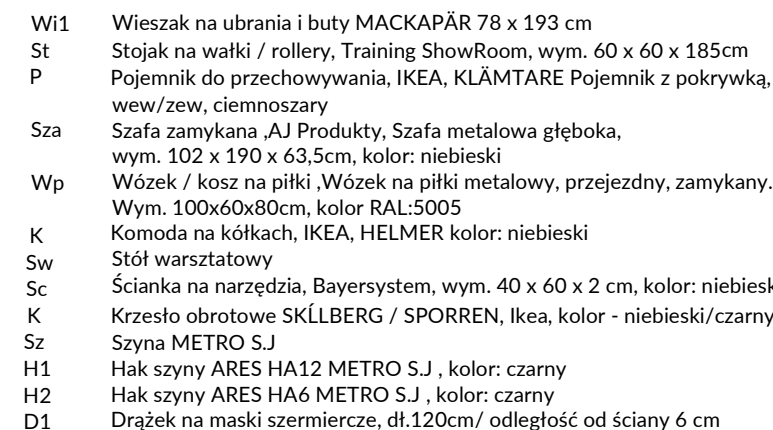 Wi1 Wieszak na ubrania i buty MACKAPÄR 78 x 193 cm
St Stojak na wałki / rollery, Training ShowRoom, wym. 60 x 60 x 185cm
P Pojemnik do przechowywania, IKEA, KLÄMTARE Pojemnik z pokrywką,
wew/zew, ciemnoszary
Sza Szafa zamykana ,AJ Produkty, Szafa metalowa głęboka,
wym. 102 x 190 x 63,5cm, kolor: niebieski
Wp Wózek / kosz na piłki ,Wózek na piłki metalowy, przejezdny, zamykany.
Wym. 100x60x80cm, kolor RAL:5005
K Komoda na kółkach, IKEA, HELMER kolor: niebieski
Sw Stół warsztatowy
Sc Ścianka na narzędzia, Bayersystem, wym. 40 x 60 x 2 cm, kolor: niebiesk
K Krzesło obrotowe SKĹLBERG / SPORREN, Ikea, kolor - niebieski/czarny
Sz Szyna METRO S.J
H1 Hak szyny ARES HA12 METRO S.J , kolor: czarny
H2 Hak szyny ARES HA6 METRO S.J , kolor: czarny
D1 Drążek na maski szermiercze, dł.120cm/ odległość od ściany 6 cm